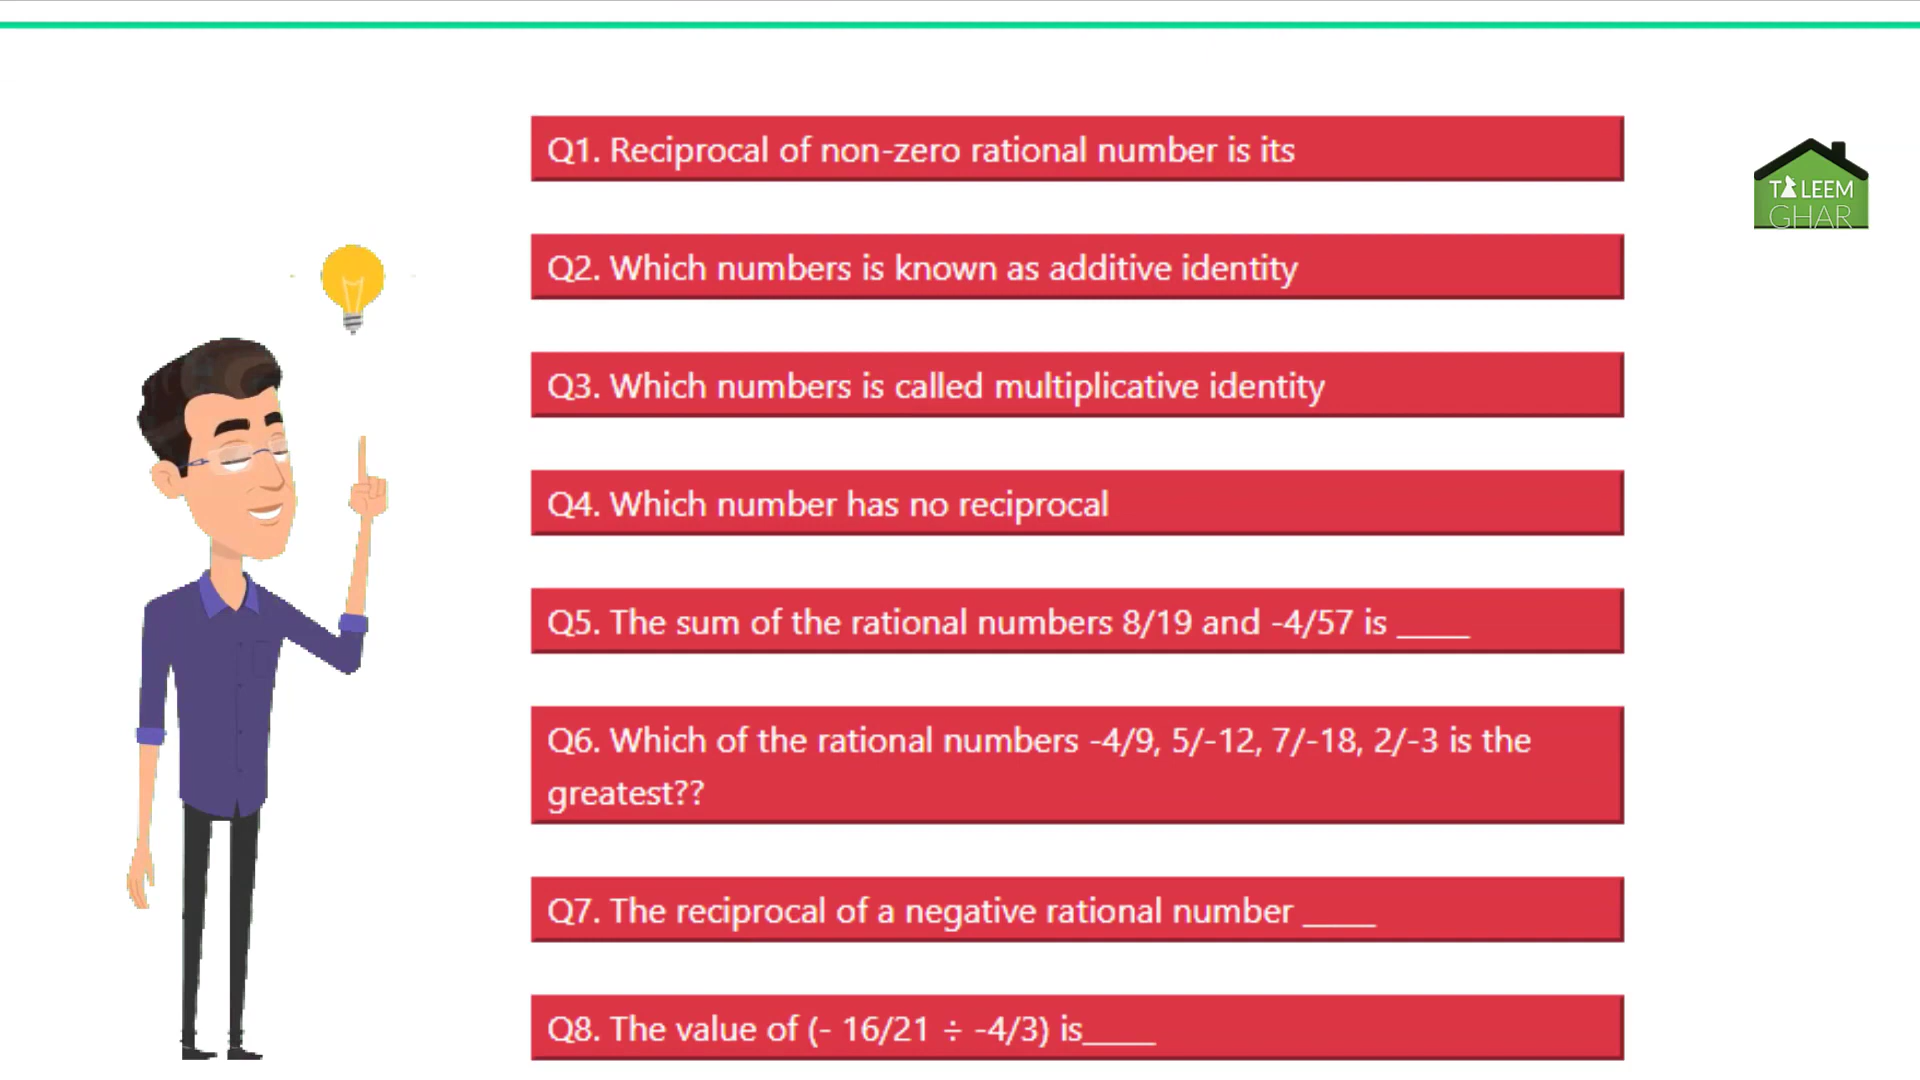 Q1. Reciprocal of non-zero rational number is its
TALEEM
GHAR
Q2. Which numbers is known as additive identity
Q3. Which numbers is called multiplicative identity
Q4. Which number has no reciprocal
Q5. The sum of the rational numbers 8/19 and -4/57 is ____
Q6. Which of the rational numbers -4/9, 5/-12, 7/-18, 2/-3 is the
greatest??
Q7. The reciprocal of a negative rational number ____
Q8. The value of (- 16/21 ÷ -4/3) is____